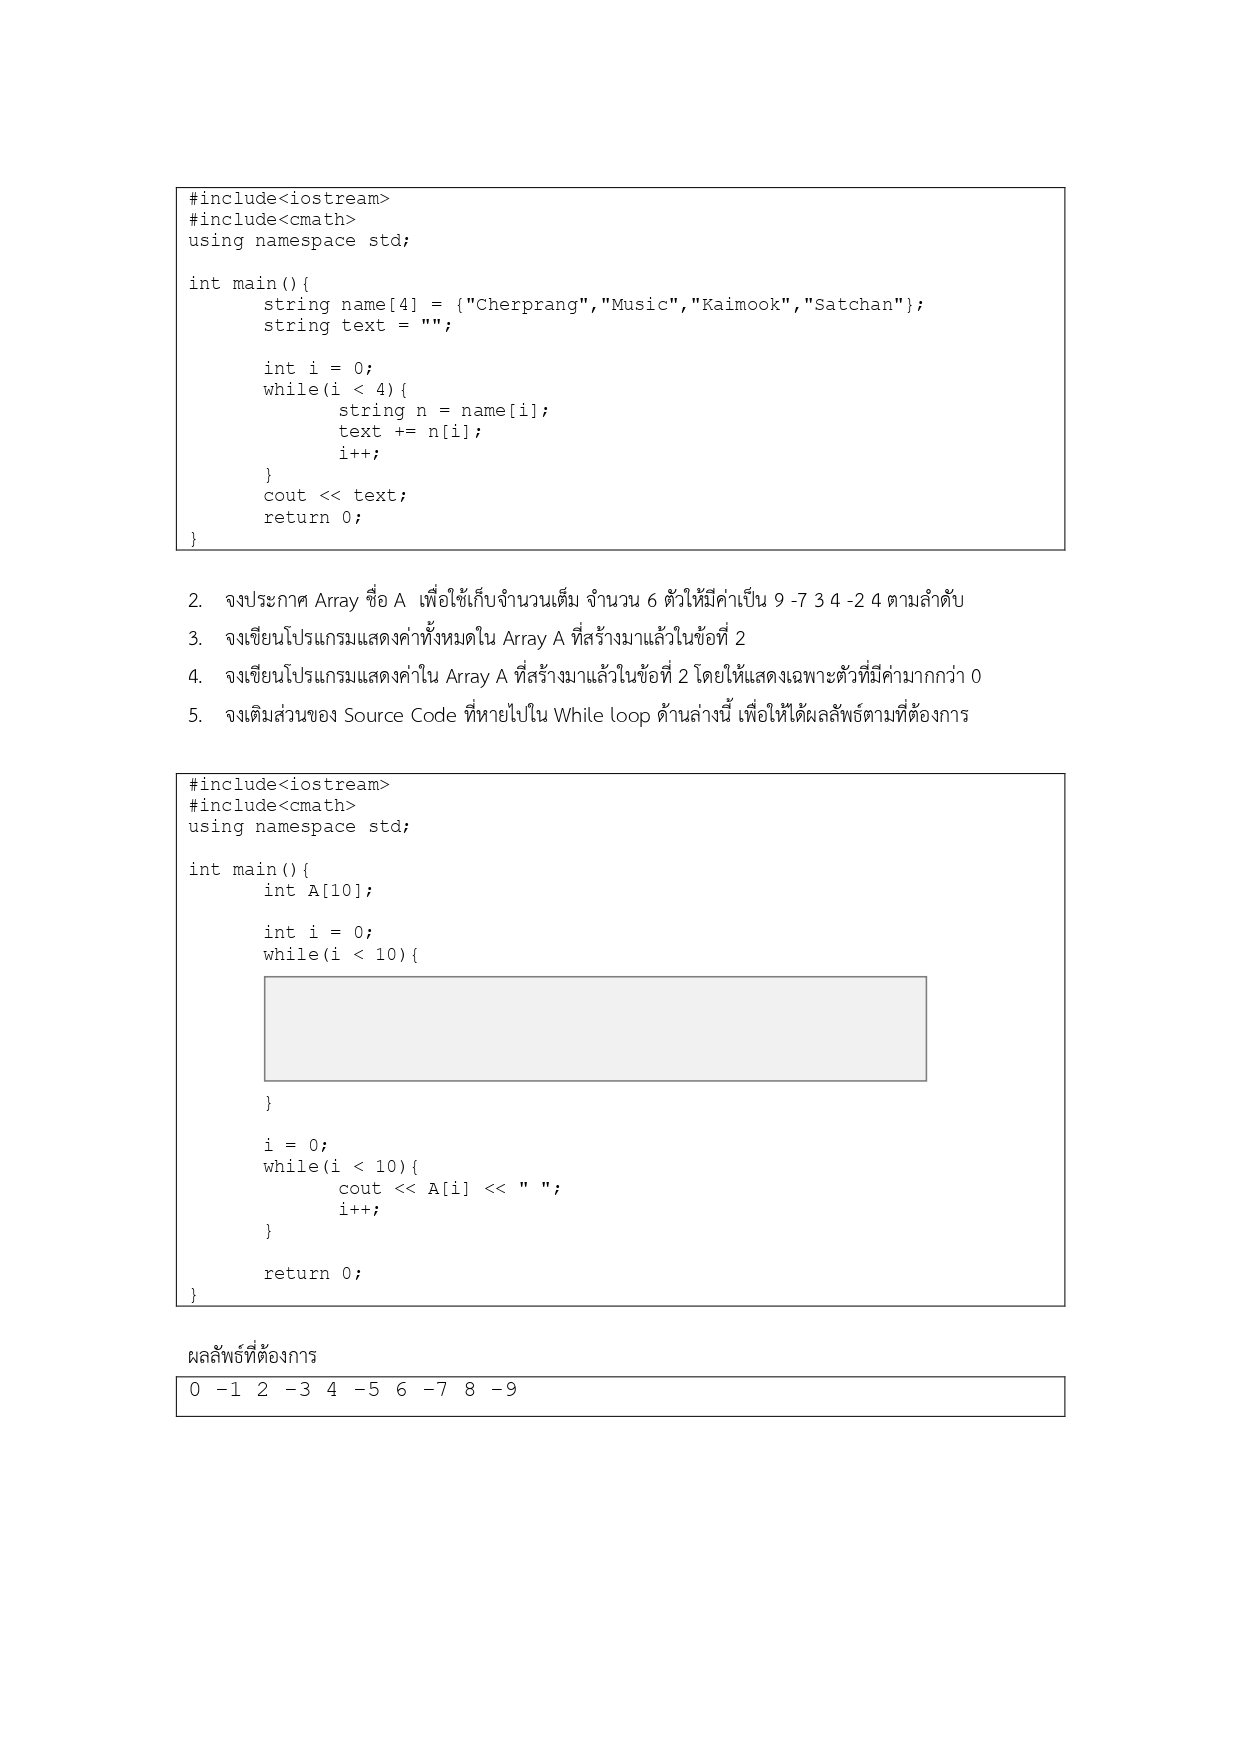 #include<iostream>
#include<cmath>
using namespace std;
int main(){
string name[4] = {"Cherprang","Music","Kaimook","Satchan"};
string text = "";
int i = 0;
while(i < 4){
string n = name[i];
text += n[i];
i++;
}
cout << text;
return 0;
}
2. จงประกาศ Array ชื่อ A เพื่อใช้เก็บจำนวนเต็ม จำนวน 6 ตัวให้มีค่าเป็น 9 -7 3 4 -2 4 ตามลำดับ
3. จงเขียนโปรแกรมแสดงค่าทั้งหมดใน Array A ที่สร้างมาแล้วในข้อที่ 2
4. จงเขียนโปรแกรมแสดงค่าใน Array A ที่สร้างมาแล้วในข้อที่ 2 โดยให้แสดงเฉพาะตัวที่มีค่ามากกว่า 0
5. จงเติมส่วนของ Source Code ที่หายไปใน While loop ด้านล่างนี้ เพื่อให้ได้ผลลัพธ์ตามที่ต้องการ
#include<iostream>
#include<cmath>
using namespace std;
int main(){
int A[10];
int i = 0;
while(i < 10){
}
i = 0;
while(i < 10){
cout << A[i] << " ";
i++;
}
return 0;
}
ผลลัพธ์ที่ต้องการ
0 -1 2 -3 4 -5 6 -7 8 -9